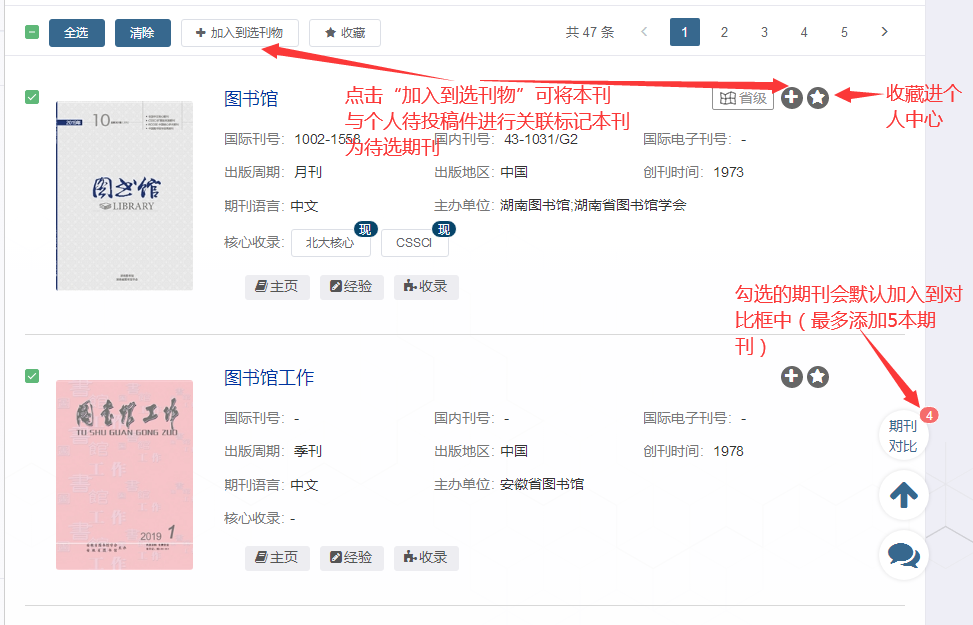 全选 清除 加入到选刊物 收藏 共 47 条 1 2 3 4 5
点击“加入到选刊物”可将本刊
与个人待投稿件进行关联标记本刊
为待选期刊
收藏进个
人中心
图书馆 省级
国际刊号: 1002-1558 国内刊号: 43-1031/G2 国际电子刊号: -
出版周期: 月刊 出版地区: 中国 创刊时间: 1973
期刊语言: 中文 主办单位: 湖南图书馆;湖南省图书馆学会
核心收录: 北大核心 现 CSSCI 现
主页 经验 收录
2019年 10
图书馆
LIBRARY
勾选的期刊会默认加入到对
比框中（最多添加5本期
刊）
图书馆工作
国际刊号: - 国内刊号: - 国际电子刊号: -
出版周期: 季刊 出版地区: 中国 创刊时间: 1978
期刊语言: 中文 主办单位: 安徽省图书馆
核心收录: -
主页 经验 收录
图书馆工作
TU SHU GUAN GONG ZUO
2019 1
4
期刊
对比